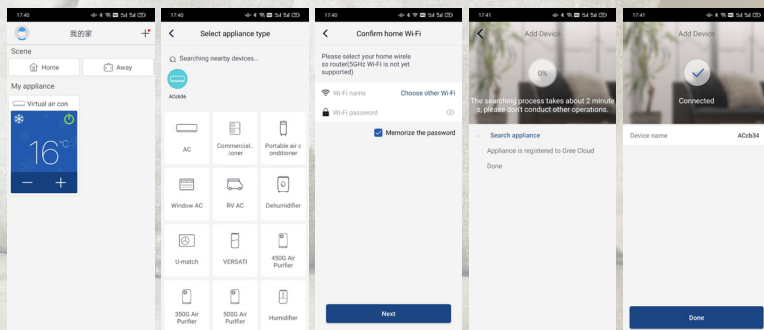 17:40
我的家
Scene
Home
Away
My appliance
Virtual air con
16°C
17:40
Select appliance type
Searching nearby devices...
ACcb36
AC
Commercial..
.ioner
Portable air c
onditioner
Window AC
RV AC
Dehumidifier
U-match
VERSATI
450G Air
Purifier
350G Air
Purifier
500G Air
Purifier
Humidifier
17:40
Confirm home Wi-Fi
Please select your home wirele
ss router(5GHz Wi-Fi is not yet
supported)
Wi-Fi name
Choose other Wi-Fi
Wi-Fi password
Memorize the password
Next
17:41
Add Device
0%
The searching process takes about 2 minute
s, please don't conduct other operations.
Search appliance
Appliance is registered to Gree Cloud
Done
17:41
Add Device
Connected
Device name
ACcb34
Done